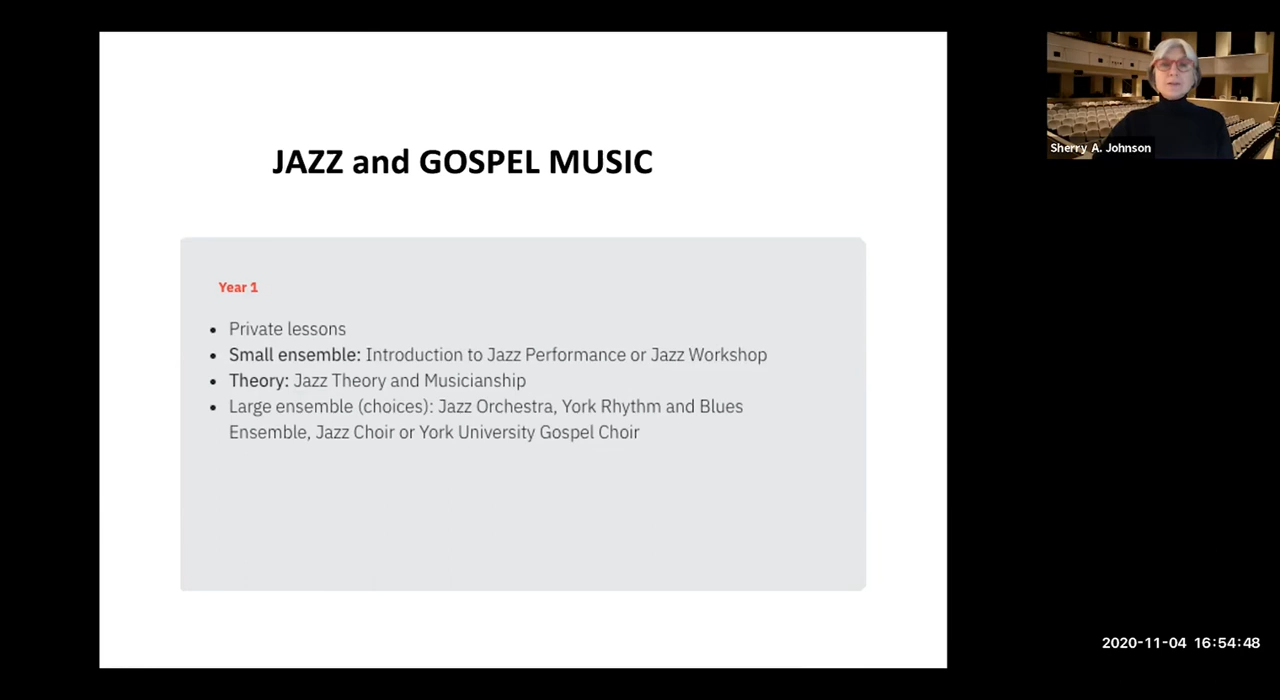 JAZZ and GOSPEL MUSIC
Year 1
• Private lessons
• Small ensemble: Introduction to Jazz Performance or Jazz Workshop
• Theory: Jazz Theory and Musicianship
• Large ensemble (choices): Jazz Orchestra, York Rhythm and Blues
Ensemble, Jazz Choir or York University Gospel Choir
Sherry A. Johnson
2020-11-04 16:54:48